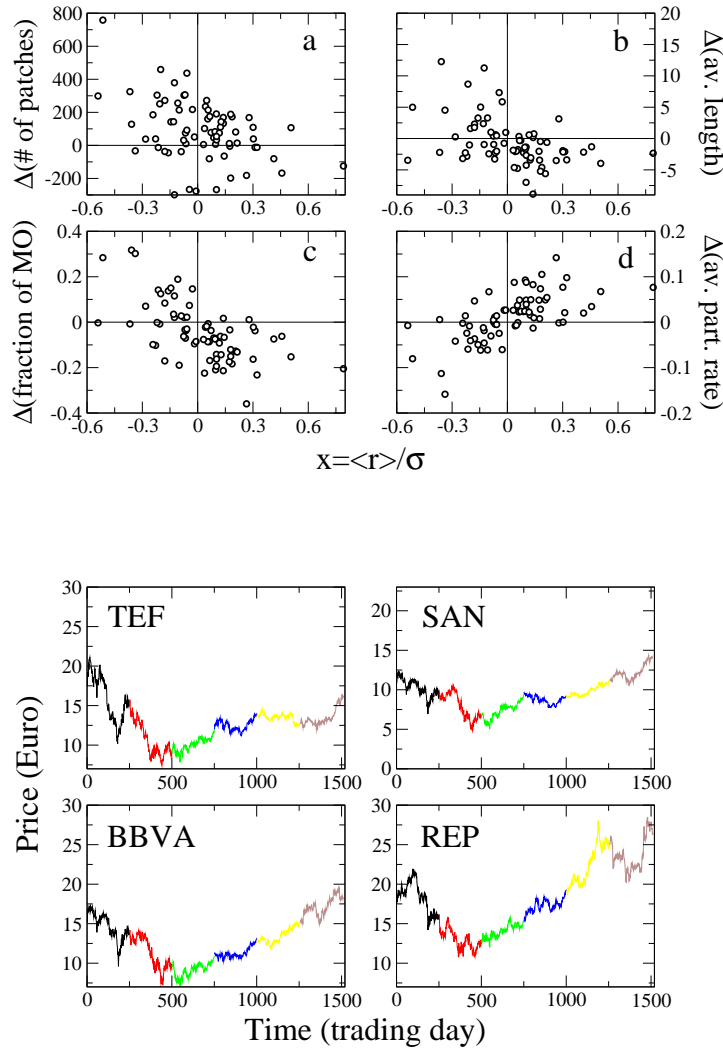 800
600
400
200
0
-200
a
Δ(# of patches)
-0.6 -0.3 0 0.3 0.6
20
15
10
5
0
-5
b
Δ(av. length)
-0.6 -0.3 0 0.3 0.6
0.4
0.2
0
-0.2
-0.4
c
Δ(fraction of MO)
-0.6 -0.3 0 0.3 0.6
0.2
0.1
0
-0.1
-0.2
d
Δ(av. part. rate)
-0.6 -0.3 0 0.3 0.6
x=<r>/σ
30
25
20
15
10
TEF
0 500 1000 1500
20
15
10
5
0
SAN
0 500 1000 1500
Price (Euro)
30
25
20
15
10
BBVA
0 500 1000 1500
30
25
20
15
10
REP
0 500 1000 1500
Time (trading day)